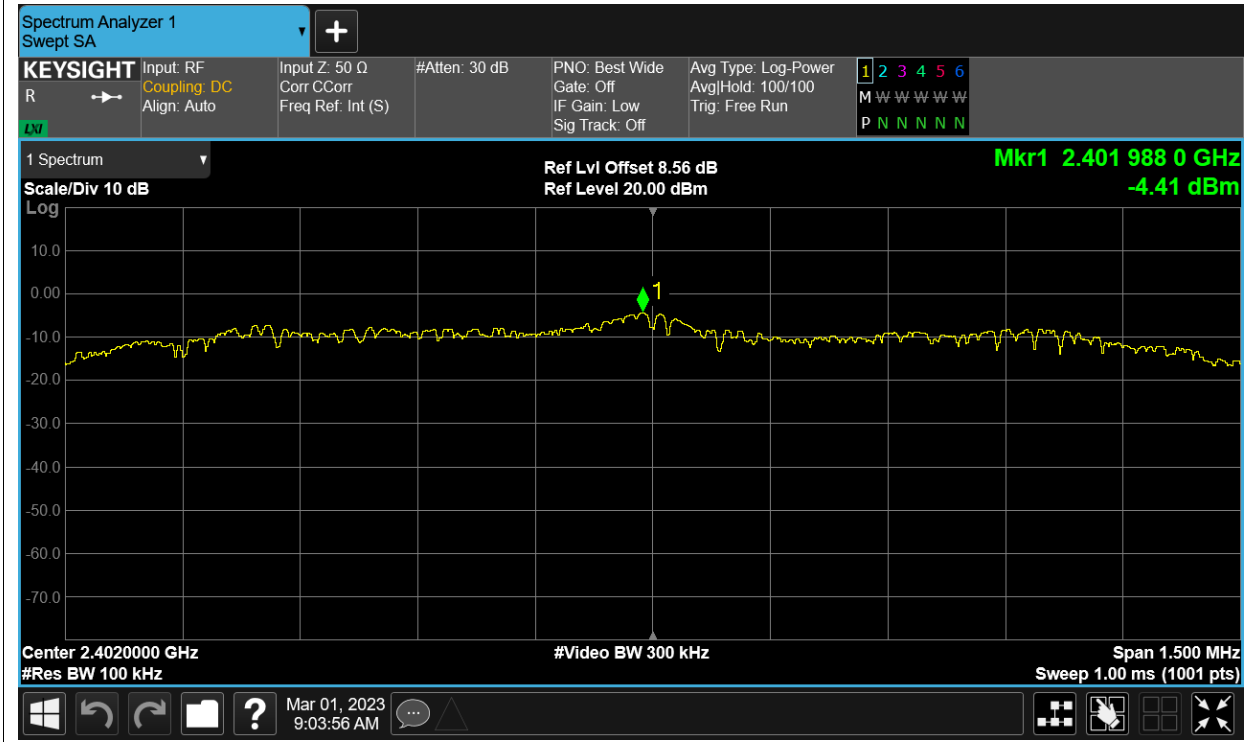 Spectrum Analyzer 1
Swept SA
+
KEYSIGHT
R
LXI
Input: RF
Coupling: DC
Align: Auto
Input Z: 50 Ω
Corr CCorr
Freq Ref: Int (S)
#Atten: 30 dB
PNO: Best Wide
Gate: Off
IF Gain: Low
Sig Track: Off
Avg Type: Log-Power
Avg|Hold: 100/100
Trig: Free Run
1 2 3 4 5 6
M W W W W W
P N N N N N
1 Spectrum
Scale/Div 10 dB
Log
Ref Lvl Offset 8.56 dB
Ref Level 20.00 dBm
Mkr1 2.401 988 0 GHz
-4.41 dBm
10.0
0.00
1
-10.0
-20.0
-30.0
-40.0
-50.0
-60.0
-70.0
Center 2.4020000 GHz
#Res BW 100 kHz
#Video BW 300 kHz
Span 1.500 MHz
Sweep 1.00 ms (1001 pts)
?
Mar 01, 2023
9:03:56 AM